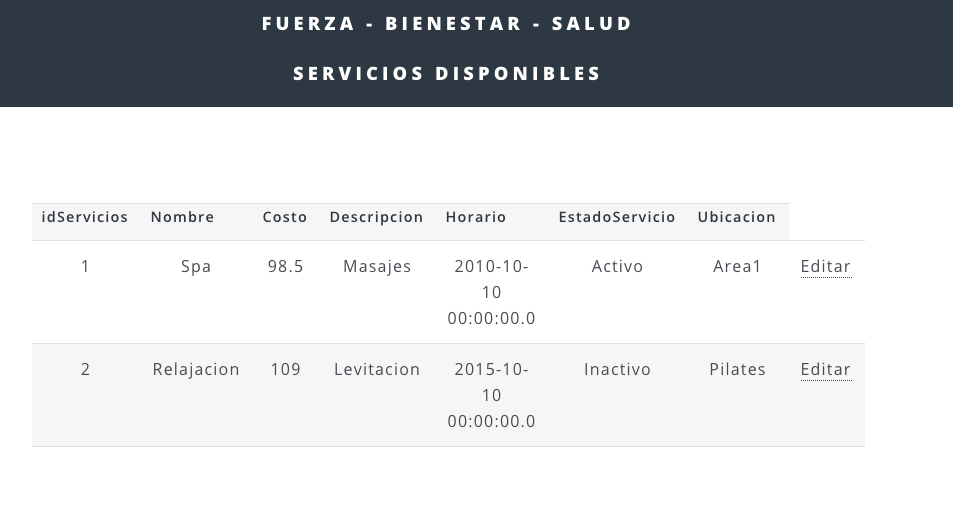 FUERZA - BIENESTAR - SALUD
SERVICIOS DISPONIBLES
idServicios Nombre Costo Descripcion Horario EstadoServicio Ubicacion
1 Spa 98.5 Masajes 2010-10-10 00:00:00.0 Activo Area1 Editar
2 Relajacion 109 Levitacion 2015-10-10 00:00:00.0 Inactivo Pilates Editar